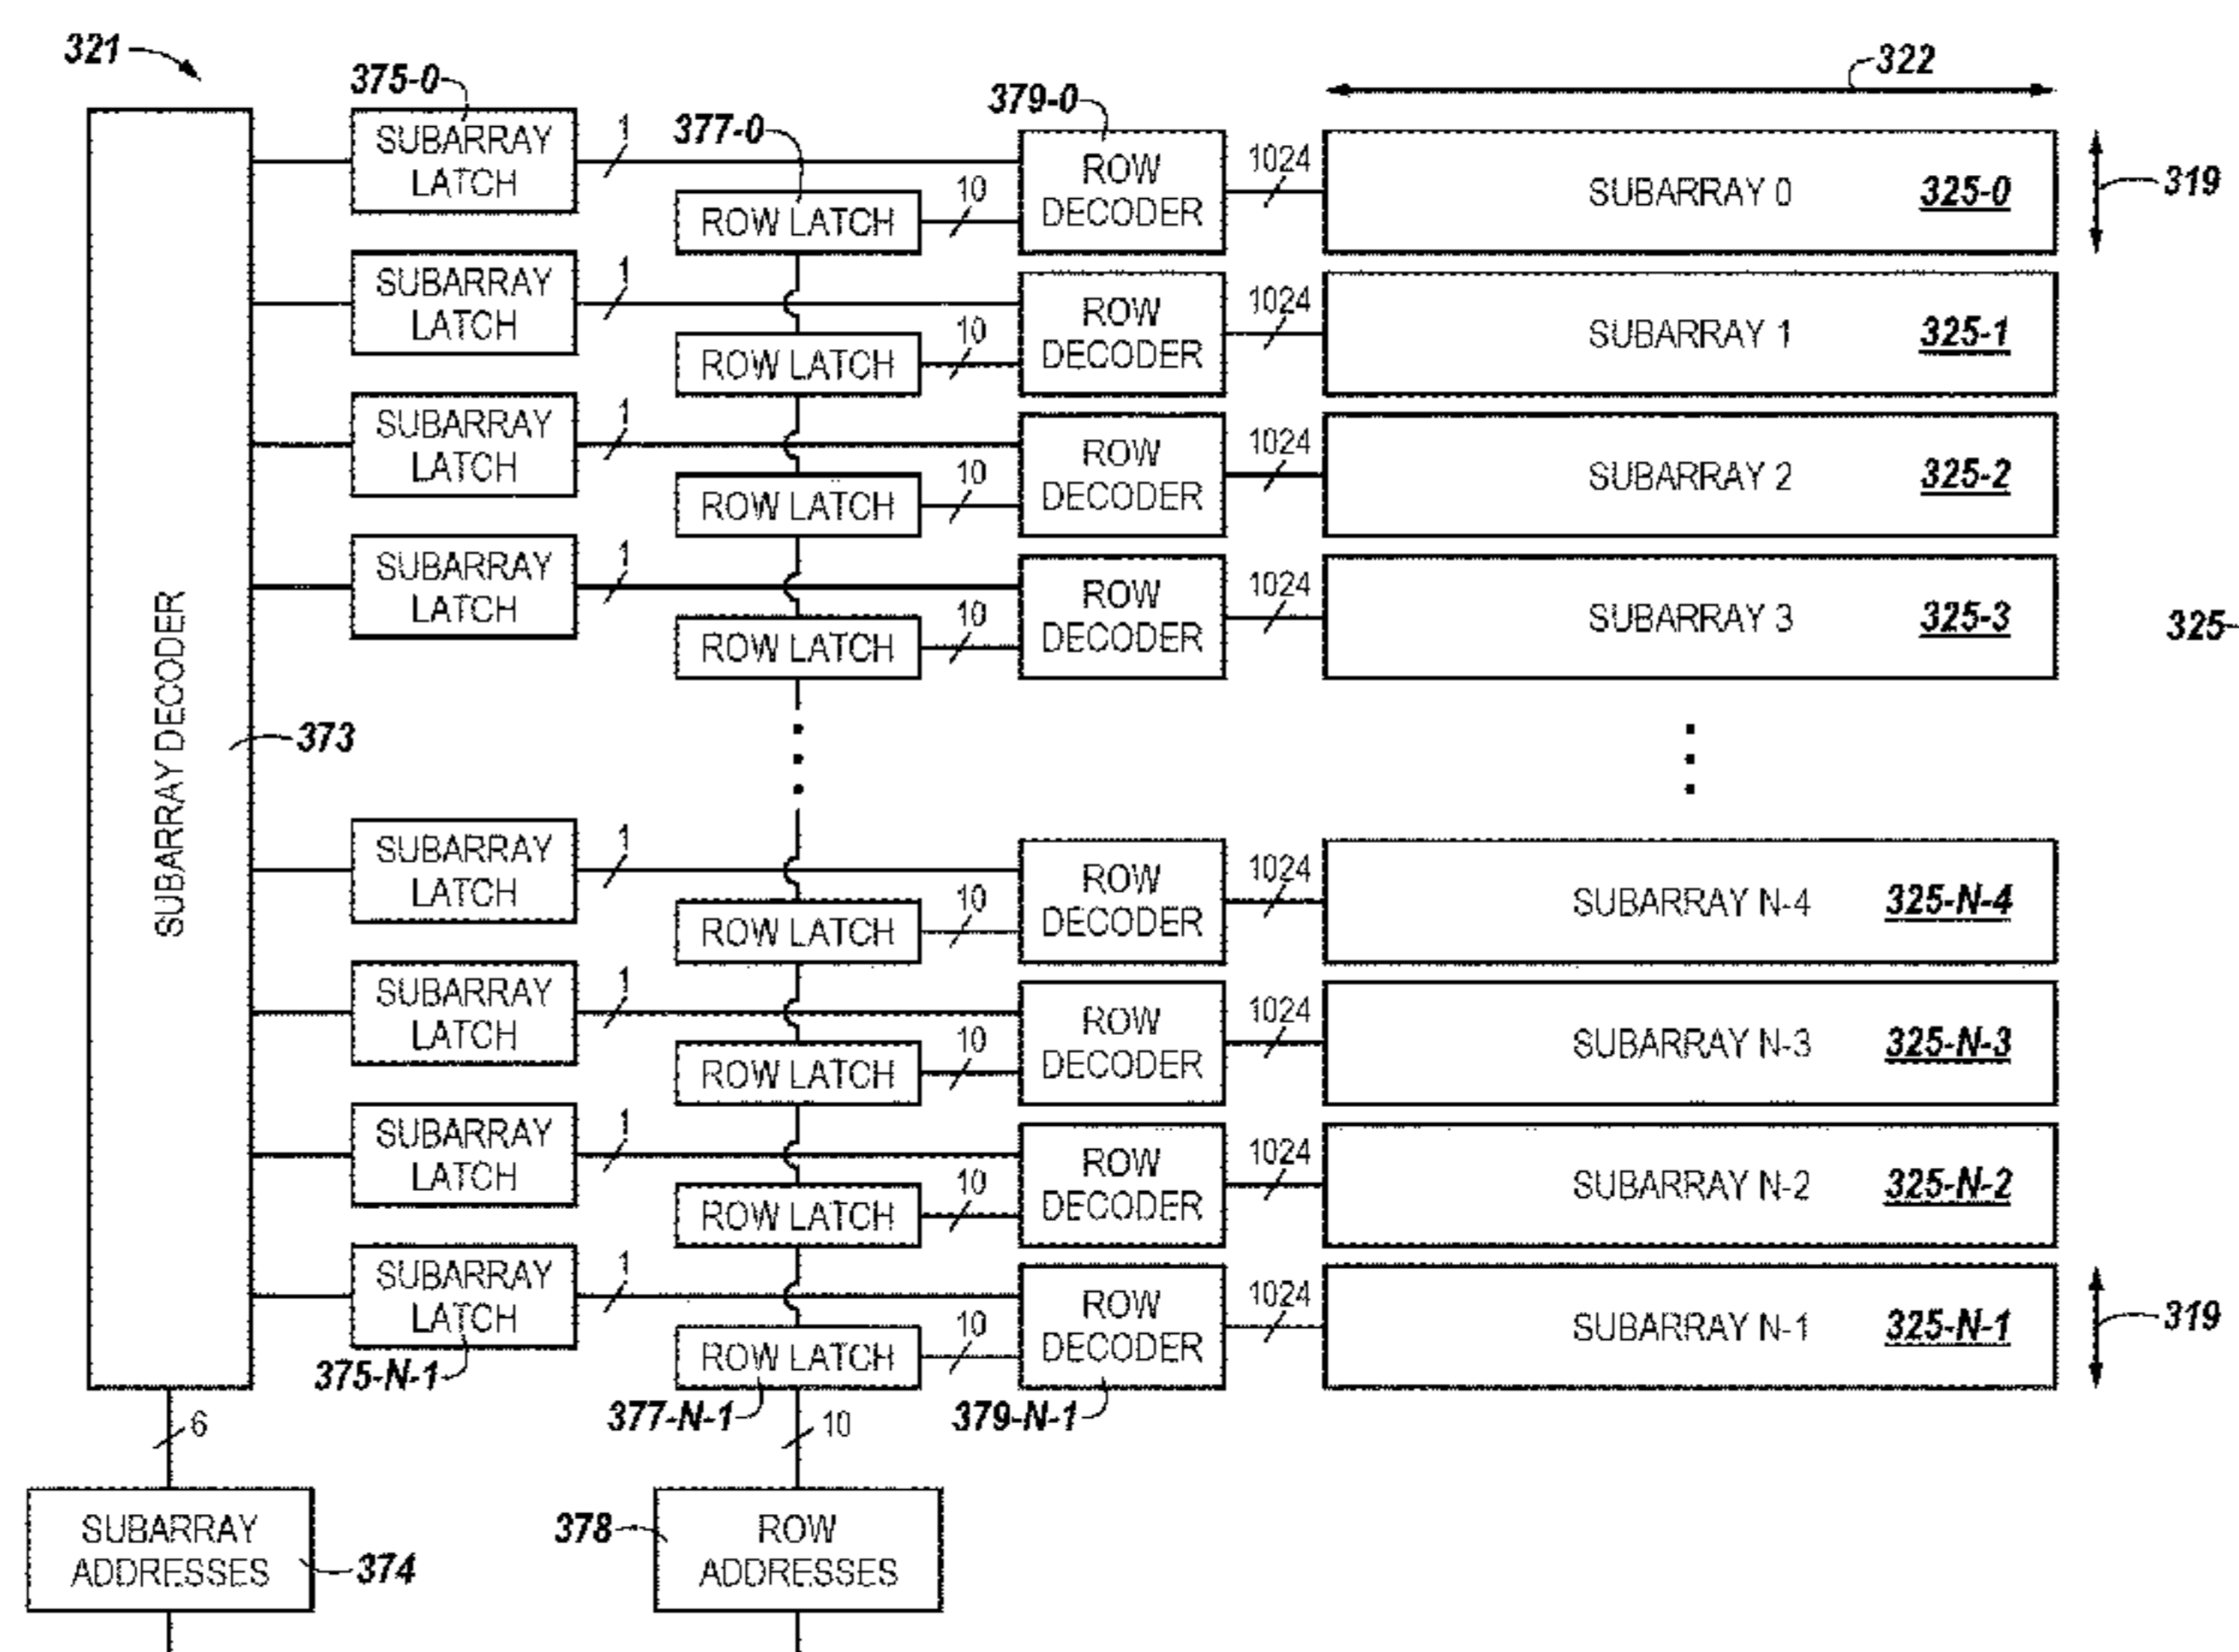 321
375-0
322
379-0
SUBARRAY
LATCH
1
377-0
ROW
DECODER
1024
SUBARRAY 0
325-0
319
ROW LATCH
10
SUBARRAY
LATCH
1
ROW
DECODER
1024
SUBARRAY 1
325-1
ROW LATCH
10
SUBARRAY
LATCH
1
ROW
DECODER
1024
SUBARRAY 2
325-2
ROW LATCH
10
SUBARRAY
LATCH
1
ROW
DECODER
1024
SUBARRAY 3
325-3
325
ROW LATCH
10
SUBARRAY DECODER
373
SUBARRAY
LATCH
1
ROW
DECODER
1024
SUBARRAY N-4
325-N-4
ROW LATCH
10
SUBARRAY
LATCH
1
ROW
DECODER
1024
SUBARRAY N-3
325-N-3
ROW LATCH
10
SUBARRAY
LATCH
1
ROW
DECODER
1024
SUBARRAY N-2
325-N-2
ROW LATCH
10
SUBARRAY
LATCH
1
ROW
DECODER
1024
SUBARRAY N-1
325-N-1
319
ROW LATCH
10
375-N-1
377-N-1
379-N-1
6
10
SUBARRAY
ADDRESSES
374
378
ROW
ADDRESSES